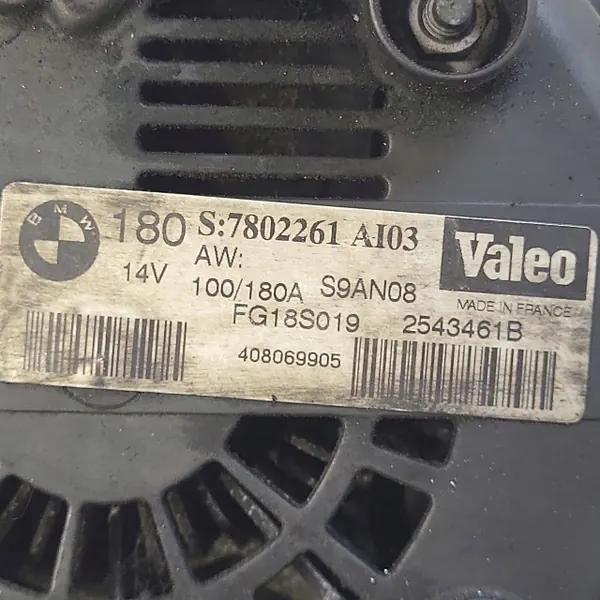 BMW 180 S:7802261 AI03 Valeo
AW:
14V 100/180A S9AN08 MADE IN FRANCE
FG18S019 2543461B
408069905